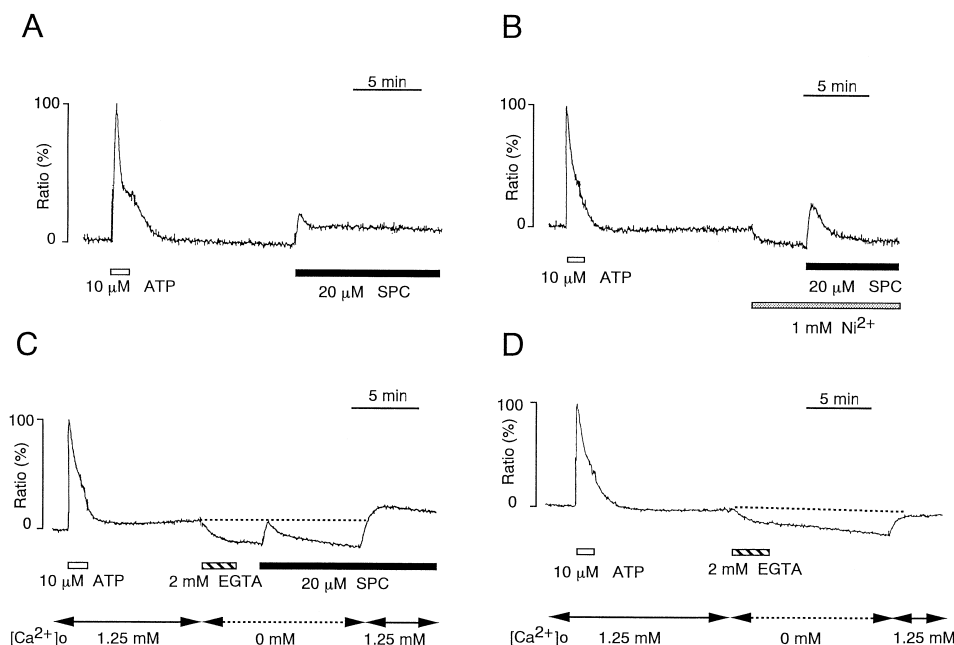 A
5 min
100
Ratio (%)
0
10 μM ATP
20 μM SPC
B
5 min
100
Ratio (%)
0
10 μM ATP
20 μM SPC
1 mM Ni2+
C
5 min
100
Ratio (%)
0
10 μM ATP
2 mM EGTA
20 μM SPC
[Ca2+]o
1.25 mM
0 mM
1.25 mM
D
5 min
100
Ratio (%)
0
10 μM ATP
2 mM EGTA
[Ca2+]o
1.25 mM
0 mM
1.25 mM